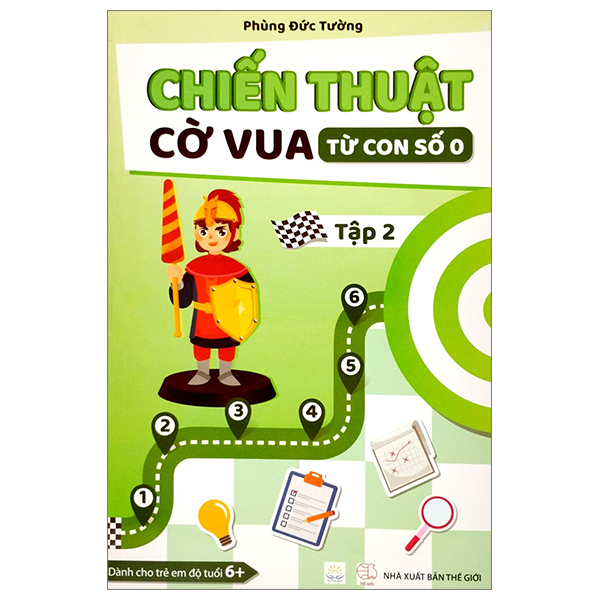 Phùng Đức Tường
CHIẾN THUẬT
CỜ VUA
TỪ CON SỐ 0
Tập 2
6
5
4
3
2
1
Dành cho trẻ em độ tuổi 6+
NHÀ XUẤT BẢN THẾ GIỚI